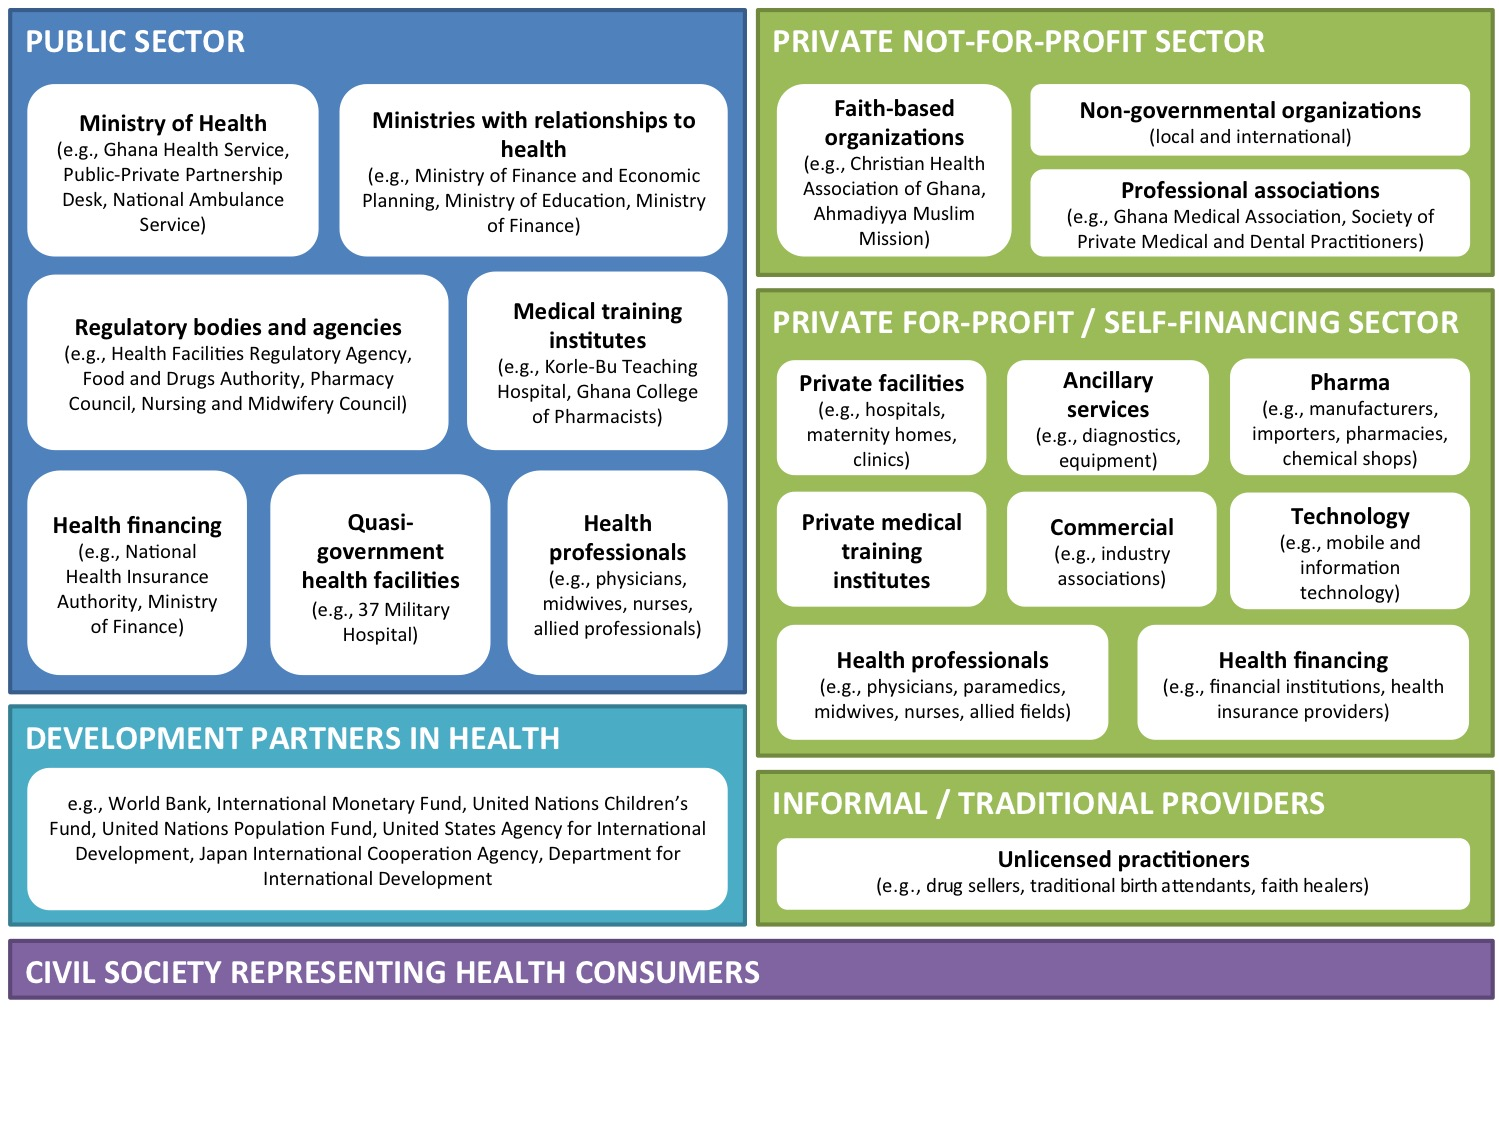 PUBLIC SECTOR
Ministry of Health
(e.g., Ghana Health Service,
Public-Private Partnership
Desk, National Ambulance
Service)
Ministries with relationships to
health
(e.g., Ministry of Finance and Economic
Planning, Ministry of Education, Ministry
of Finance)
Regulatory bodies and agencies
(e.g., Health Facilities Regulatory Agency,
Food and Drugs Authority, Pharmacy
Council, Nursing and Midwifery Council)
Medical training
institutes
(e.g., Korle-Bu Teaching
Hospital, Ghana College
of Pharmacists)
Health financing
(e.g., National
Health Insurance
Authority, Ministry
of Finance)
Quasi-
government
health facilities
(e.g., 37 Military
Hospital)
Health
professionals
(e.g., physicians,
midwives, nurses,
allied professionals)
DEVELOPMENT PARTNERS IN HEALTH
e.g., World Bank, International Monetary Fund, United Nations Children’s
Fund, United Nations Population Fund, United States Agency for International
Development, Japan International Cooperation Agency, Department for
International Development
PRIVATE NOT-FOR-PROFIT SECTOR
Faith-based
organizations
(e.g., Christian Health
Association of Ghana,
Ahmadiyya Muslim
Mission)
Non-governmental organizations
(local and international)
Professional associations
(e.g., Ghana Medical Association, Society of
Private Medical and Dental Practitioners)
PRIVATE FOR-PROFIT / SELF-FINANCING SECTOR
Private facilities
(e.g., hospitals,
maternity homes,
clinics)
Ancillary
services
(e.g., diagnostics,
equipment)
Pharma
(e.g., manufacturers,
importers, pharmacies,
chemical shops)
Private medical
training
institutes
Commercial
(e.g., industry
associations)
Technology
(e.g., mobile and
information
technology)
Health professionals
(e.g., physicians, paramedics,
midwives, nurses, allied fields)
Health financing
(e.g., financial institutions, health
insurance providers)
INFORMAL / TRADITIONAL PROVIDERS
Unlicensed practitioners
(e.g., drug sellers, traditional birth attendants, faith healers)
CIVIL SOCIETY REPRESENTING HEALTH CONSUMERS